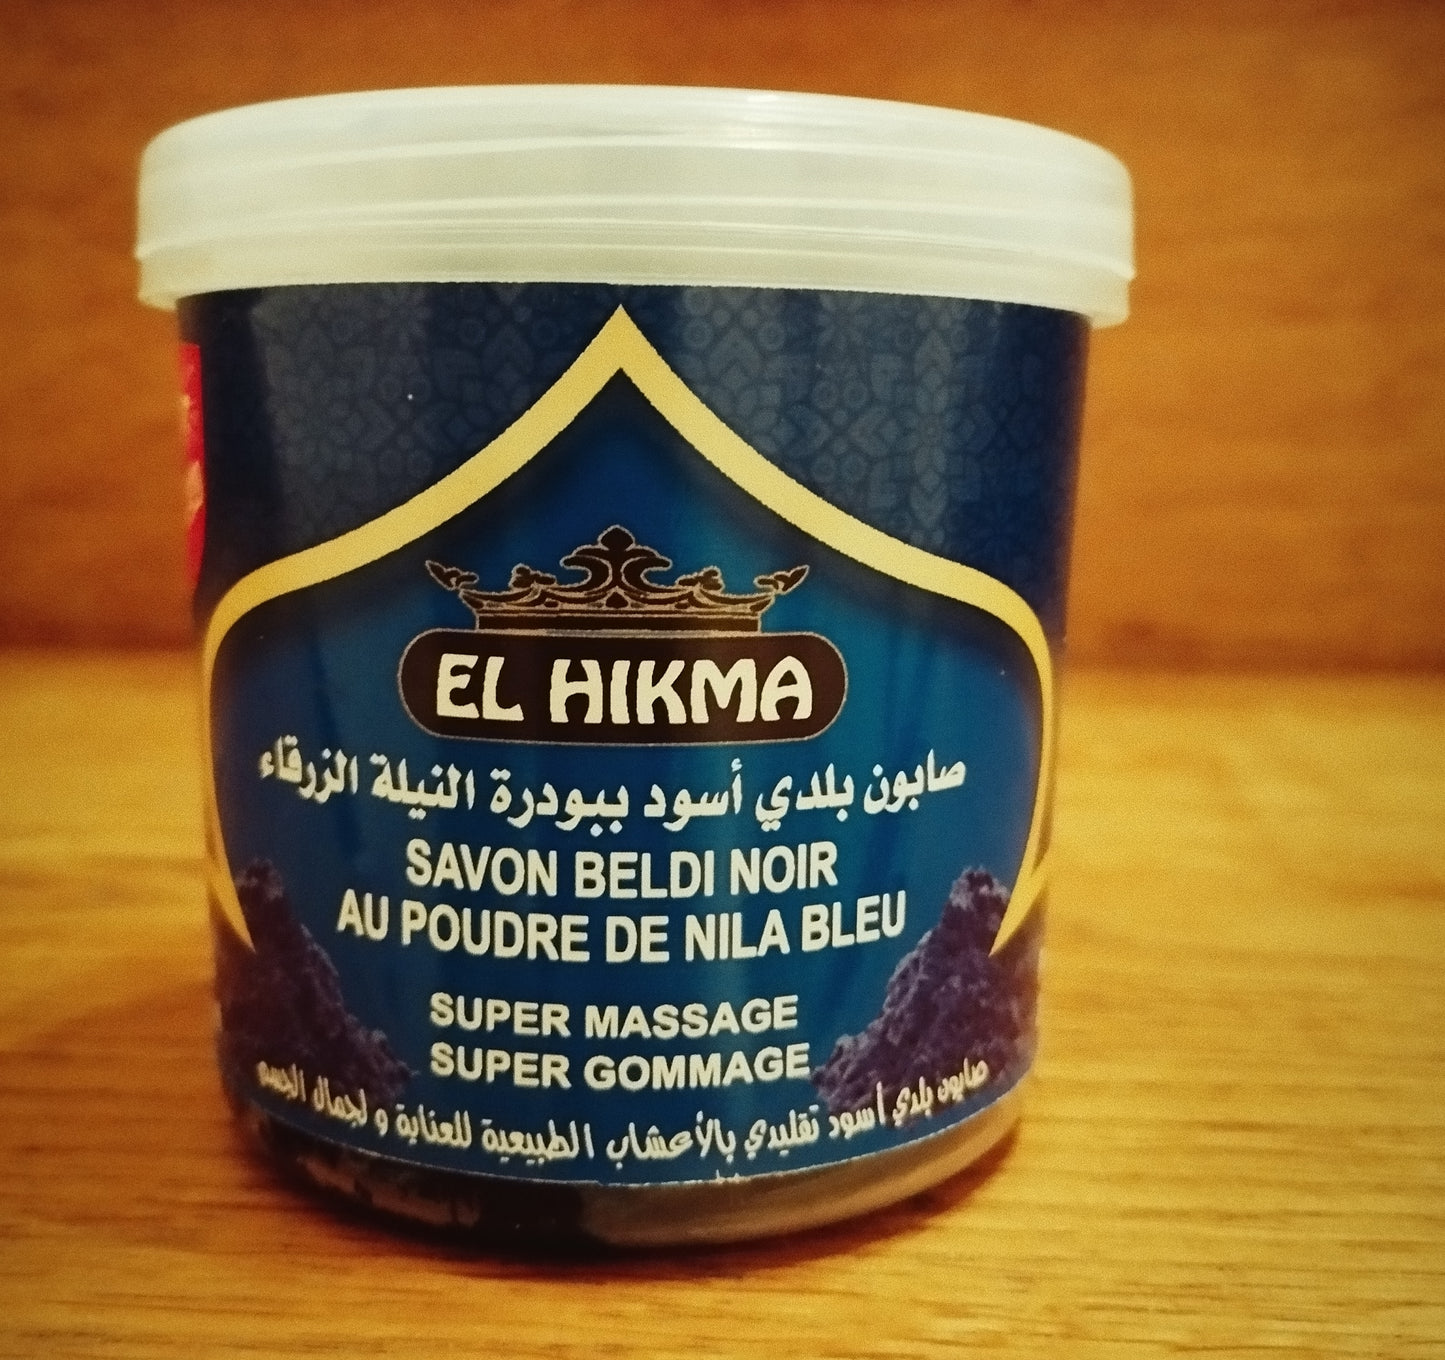 EL HIKMA
صابون بلدي أسود ببودرة النيلة الزرقاء
SAVON BELDI NOIR
AU POUDRE DE NILA BLEU
SUPER MASSAGE
SUPER GOMMAGE
صابون بلدي أسود تقليدي بالأعشاب الطبيعية للعناية و لجمال الجسم